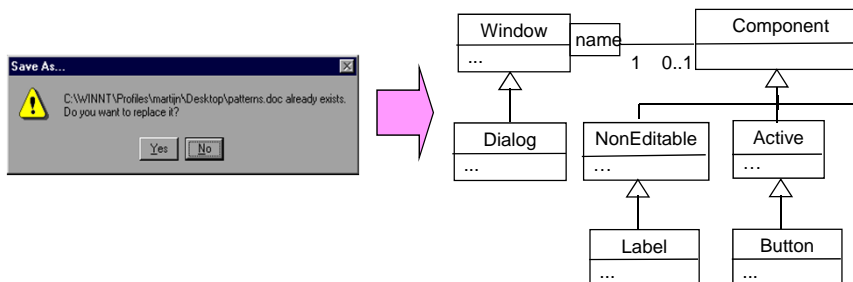 Save As...
C:\WINNT\Profiles\martijn\Desktop\patterns.doc already exists.
Do you want to replace it?
Yes
No
Window
...
name
1
0..1
Component
Dialog
...
NonEditable
...
Active
...
Label
...
Button
...